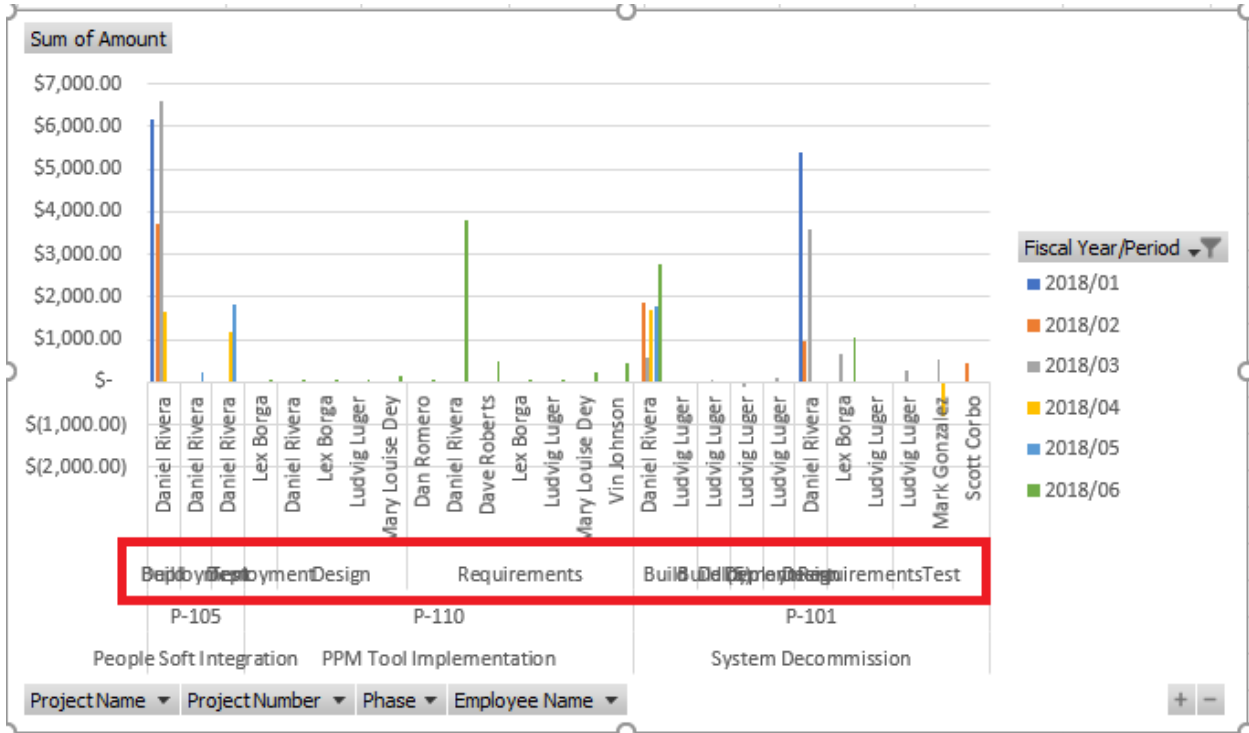 Sum of Amount
$7,000.00
$6,000.00
$5,000.00
$4,000.00
$3,000.00
$2,000.00
$1,000.00
$-
$(1,000.00)
$(2,000.00)
Daniel Rivera
Daniel Rivera
Daniel Rivera
Lex Borga
Daniel Rivera
Lex Borga
Ludvig Luger
Mary Louise Dey
Dan Romero
Daniel Rivera
Dave Roberts
Lex Borga
Ludvig Luger
Mary Louise Dey
Vin Johnson
Daniel Rivera
Ludvig Luger
Ludvig Luger
Ludvig Luger
Ludvig Luger
Daniel Rivera
Lex Borga
Ludvig Luger
Ludvig Luger
Mark Gonzalez
Scott Corbo
Design Requirements Build Test
P-105 P-110 P-101
People Soft Integration PPM Tool Implementation System Decommission
Fiscal Year/Period
2018/01
2018/02
2018/03
2018/04
2018/05
2018/06
Project Name Project Number Phase Employee Name
+ -